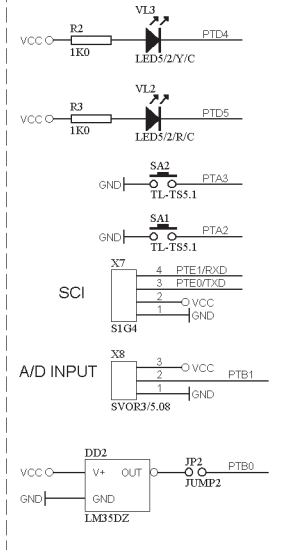 VL3
R2
VCC
PTD4
1K0
LED5/2/Y/C
VL2
R3
VCC
PTD5
1K0
LED5/2/R/C
SA2
GND
PTA3
TL-TS5.1
SA1
GND
PTA2
TL-TS5.1
X7
4 PTE1/RXD
3 PTE0/TXD
SCI
2 VCC
1 GND
S1G4
X8
3 VCC
A/D INPUT
2 PTB1
1 GND
SVOR3/5.08
DD2
VCC V+ OUT
JP2
PTB0
JUMP2
GND GND
LM35DZ